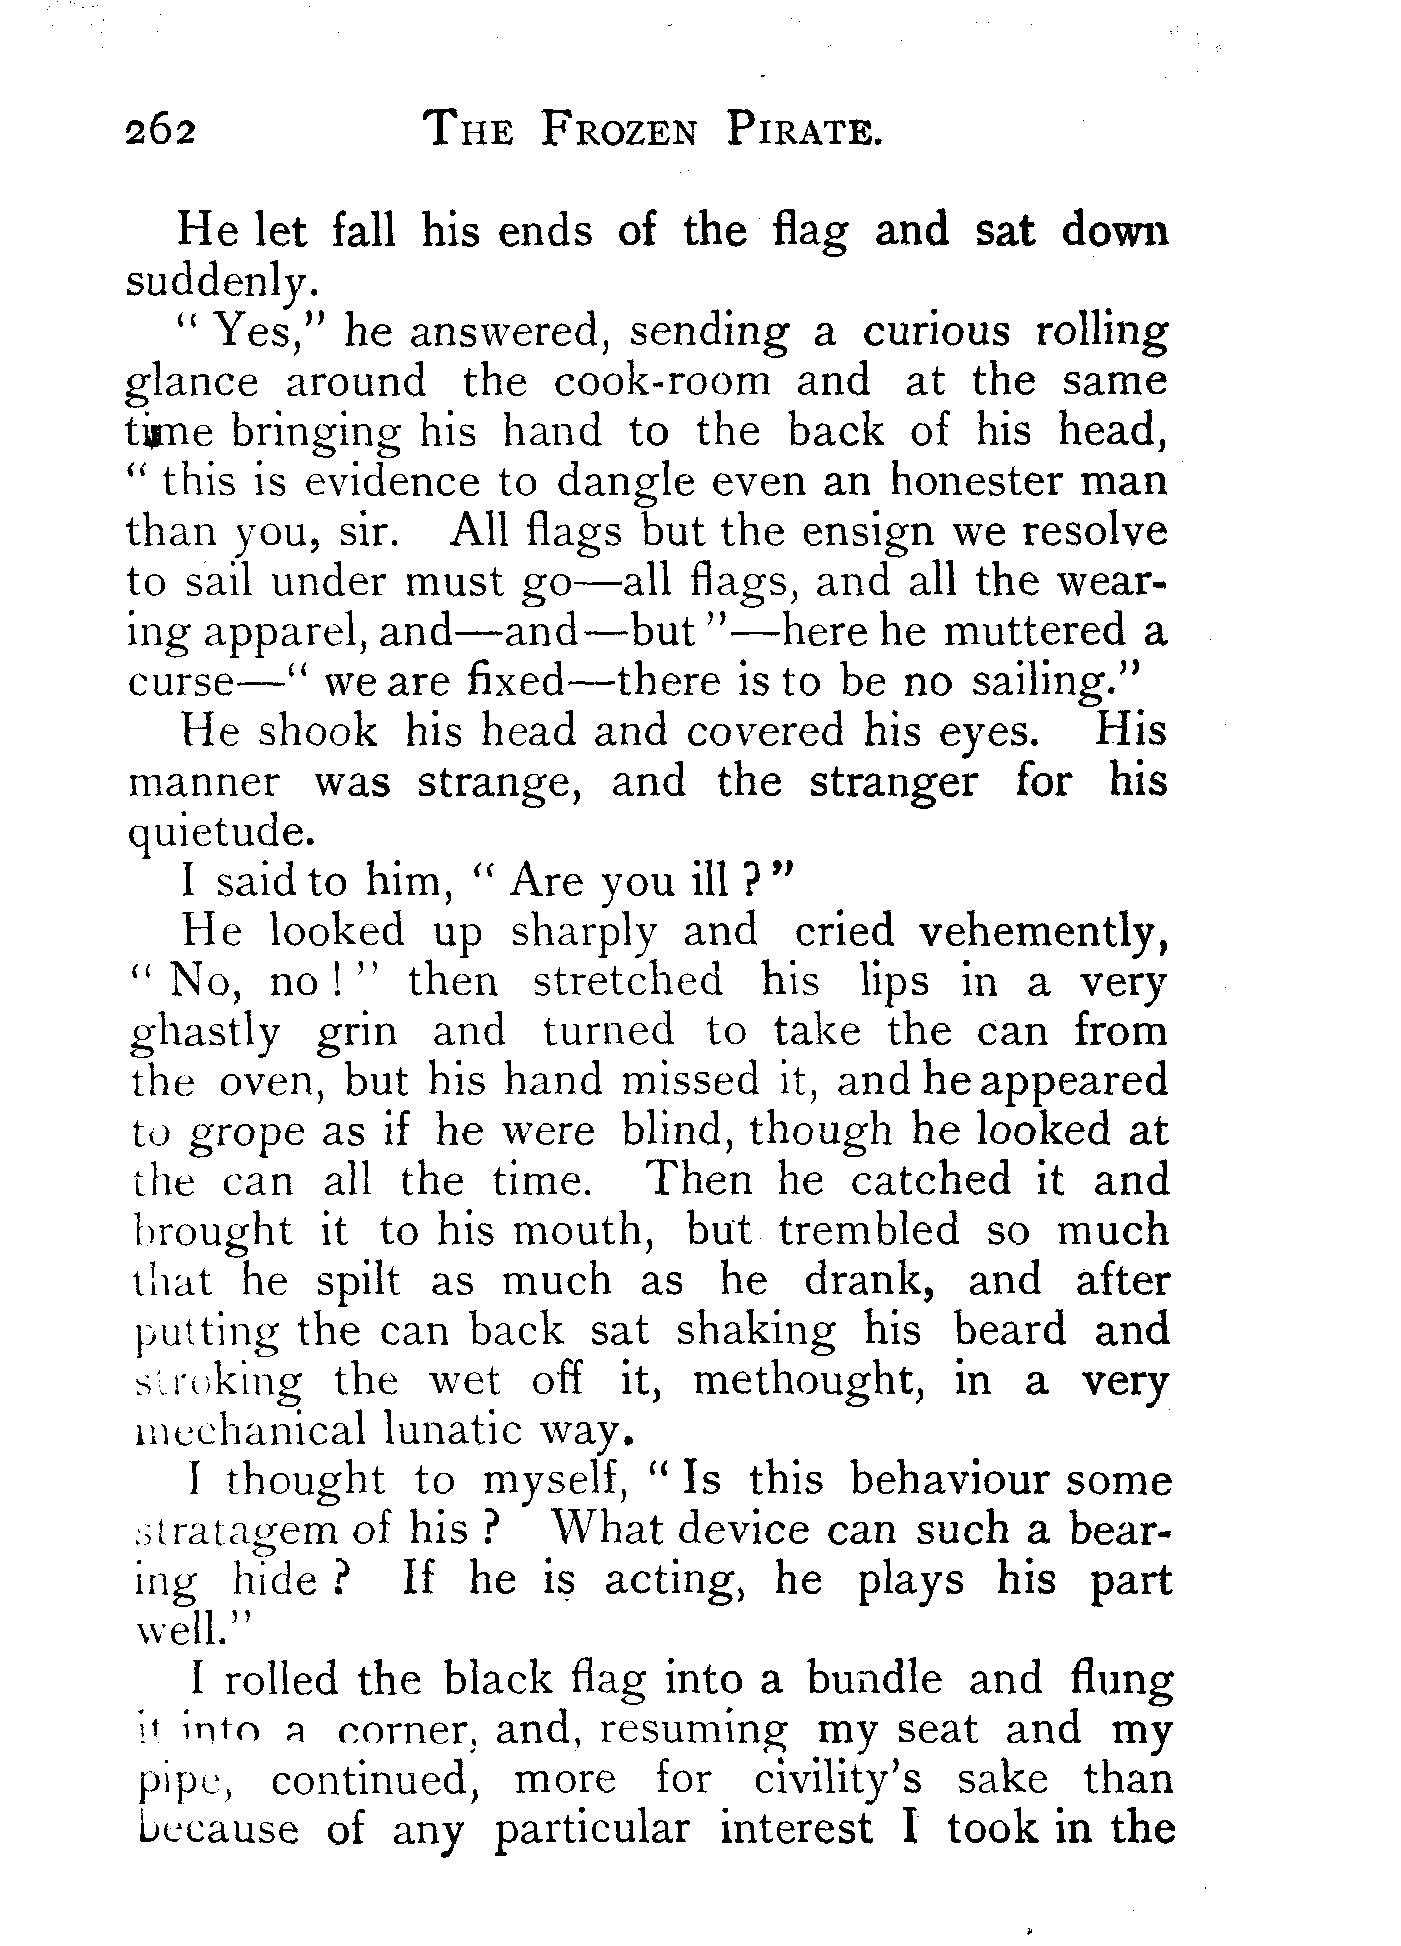 262 THE FROZEN PIRATE.
He let fall his ends of the flag and sat down
suddenly.
" Yes," he answered, sending a curious rolling
glance around the cook-room and at the same
time bringing his hand to the back of his head,
" this is evidence to dangle even an honester man
than you, sir. All flags but the ensign we resolve
to sail under must go—all flags, and all the wear-
ing apparel, and—and—but "—here he muttered a
curse—" we are fixed—there is to be no sailing."
He shook his head and covered his eyes. His
manner was strange, and the stranger for his
quietude.
I said to him, " Are you ill ? "
He looked up sharply and cried vehemently,
" No, no ! " then stretched his lips in a very
ghastly grin and turned to take the can from
the oven, but his hand missed it, and he appeared
to grope as if he were blind, though he looked at
the can all the time. Then he catched it and
brought it to his mouth, but trembled so much
that he spilt as much as he drank, and after
putting the can back sat shaking his beard and
stroking the wet off it, methought, in a very
mechanical lunatic way.
I thought to myself, " Is this behaviour some
stratagem of his ? What device can such a bear-
ing hide ? If he is acting, he plays his part
well."
I rolled the black flag into a bundle and flung
it into a corner, and, resuming my seat and my
pipe, continued, more for civility's sake than
because of any particular interest I took in the